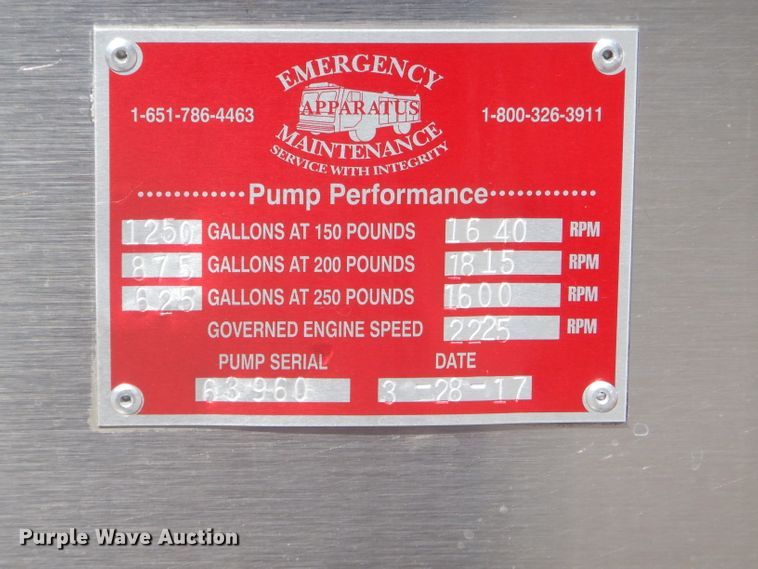 EMERGENCY
APPARATUS
MAINTENANCE
SERVICE WITH INTEGRITY
1-651-786-4463 1-800-326-3911
Pump Performance
1250 GALLONS AT 150 POUNDS 1640 RPM
875 GALLONS AT 200 POUNDS 1815 RPM
625 GALLONS AT 250 POUNDS 1600 RPM
GOVERNED ENGINE SPEED 2225 RPM
PUMP SERIAL DATE
63960 3-28-17
Purple Wave Auction